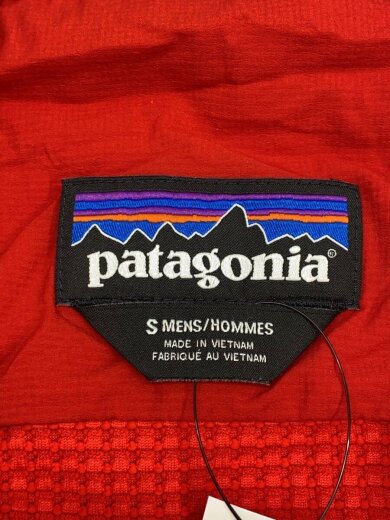 patagonia®
S MENS/HOMMES
MADE IN VIETNAM
FABRIQUÉ AU VIETNAM